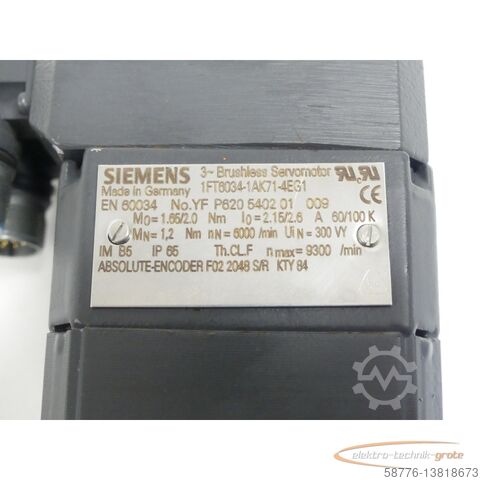 SIEMENS 3~ Brushless Servomotor
Made in Germany 1FT6034-1AK71-4EG1
EN 60034 No.YF P620 5402 01 009
M0= 1.65/2.0 Nm I0= 2.15/2.6 A 60/100 K
MN= 1,2 Nm nN= 6000 /min UiN= 300 VY
IM B5 IP 65 Th.CL.F nmax= 9300 /min
ABSOLUTE-ENCODER F02 2048 S/R KTY 84
elektro-technik-grote
58776-13818673